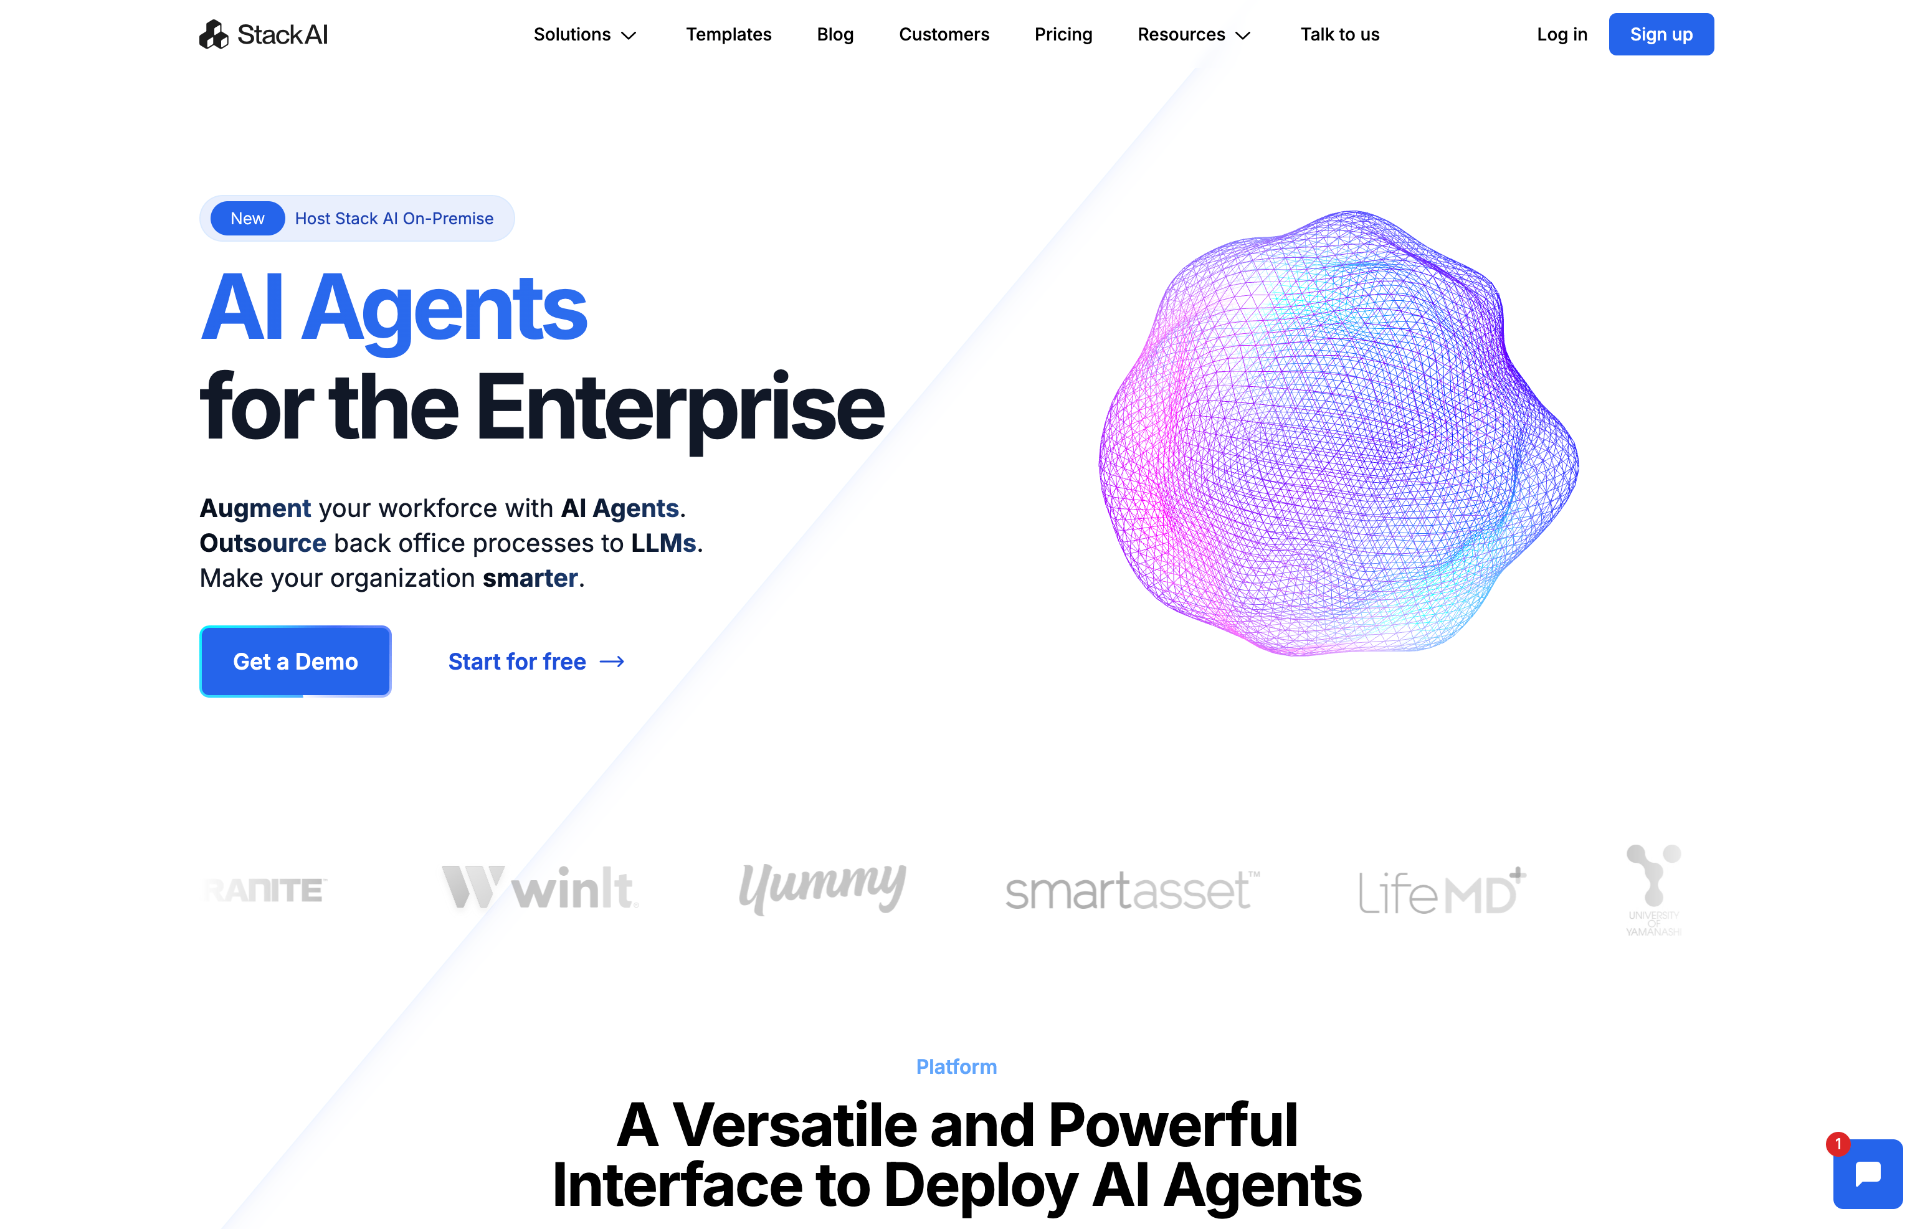 StackAI
Solutions
Templates
Blog
Customers
Pricing
Resources
Talk to us
Log in
Sign up
New
Host Stack AI On-Premise
AI Agents
for the Enterprise
Augment your workforce with AI Agents.
Outsource back office processes to LLMs.
Make your organization smarter.
Get a Demo
Start for free →
RANITE™
W winIt.
Yummy
smartasset™
LifeMD+
UNIVERSITY
OF
YAMANASHI
Platform
A Versatile and Powerful
Interface to Deploy AI Agents
1